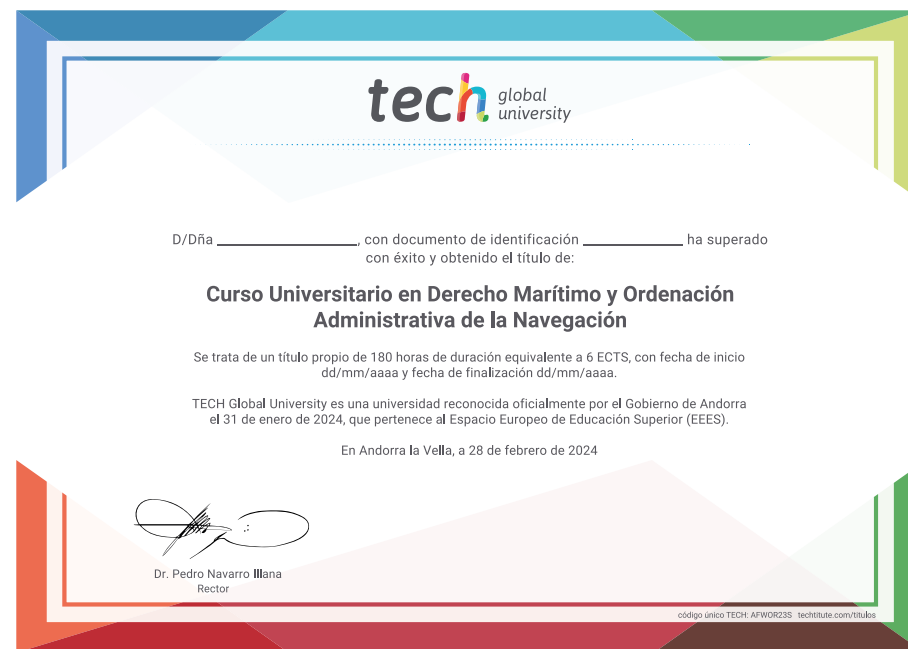 tech global university
D/Dña __________________, con documento de identificación _____________ ha superado
con éxito y obtenido el título de:
Curso Universitario en Derecho Marítimo y Ordenación
Administrativa de la Navegación
Se trata de un título propio de 180 horas de duración equivalente a 6 ECTS, con fecha de inicio
dd/mm/aaaa y fecha de finalización dd/mm/aaaa.
TECH Global University es una universidad reconocida oficialmente por el Gobierno de Andorra
el 31 de enero de 2024, que pertenece al Espacio Europeo de Educación Superior (EEES).
En Andorra la Vella, a 28 de febrero de 2024
Dr. Pedro Navarro Illana
Rector
código único TECH: AFWOR23S techtitute.com/titulos